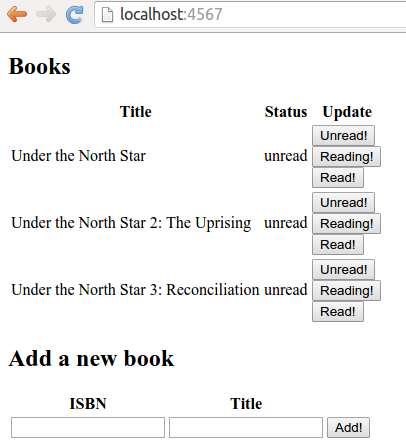 localhost:4567
Books
Title Status Update
Under the North Star unread Unread!
Reading!
Read!
Under the North Star 2: The Uprising unread Unread!
Reading!
Read!
Under the North Star 3: Reconciliation unread Unread!
Reading!
Read!
Add a new book
ISBN Title
Add!